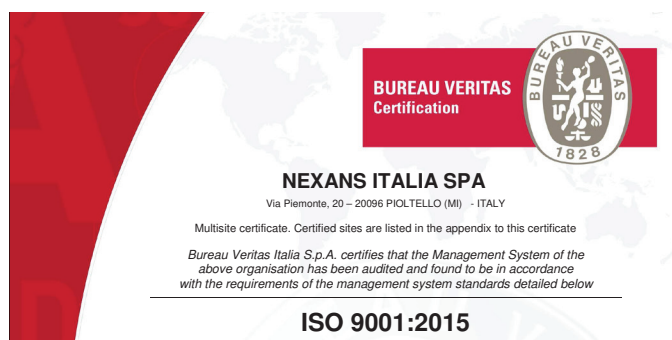 BUREAU VERITAS
Certification
BUREAU VERITAS
1828
NEXANS ITALIA SPA
Via Piemonte, 20 – 20096 PIOLTELLO (MI) - ITALY
Multisite certificate. Certified sites are listed in the appendix to this certificate
Bureau Veritas Italia S.p.A. certifies that the Management System of the
above organisation has been audited and found to be in accordance
with the requirements of the management system standards detailed below
ISO 9001:2015